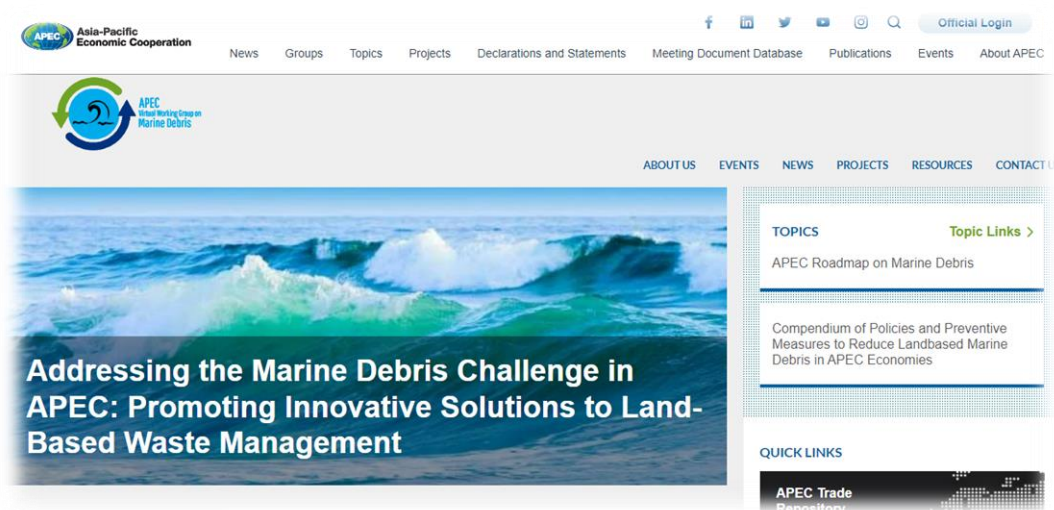 APEC
Asia-Pacific
Economic Cooperation
Official Login
News Groups Topics Projects Declarations and Statements Meeting Document Database Publications Events About APEC
APEC
Virtual Working Group on
Marine Debris
ABOUT US EVENTS NEWS PROJECTS RESOURCES CONTACT U
TOPICS Topic Links >
APEC Roadmap on Marine Debris
Compendium of Policies and Preventive
Measures to Reduce Landbased Marine
Debris in APEC Economies
Addressing the Marine Debris Challenge in
APEC: Promoting Innovative Solutions to Land-
Based Waste Management
QUICK LINKS
APEC Trade
Repository